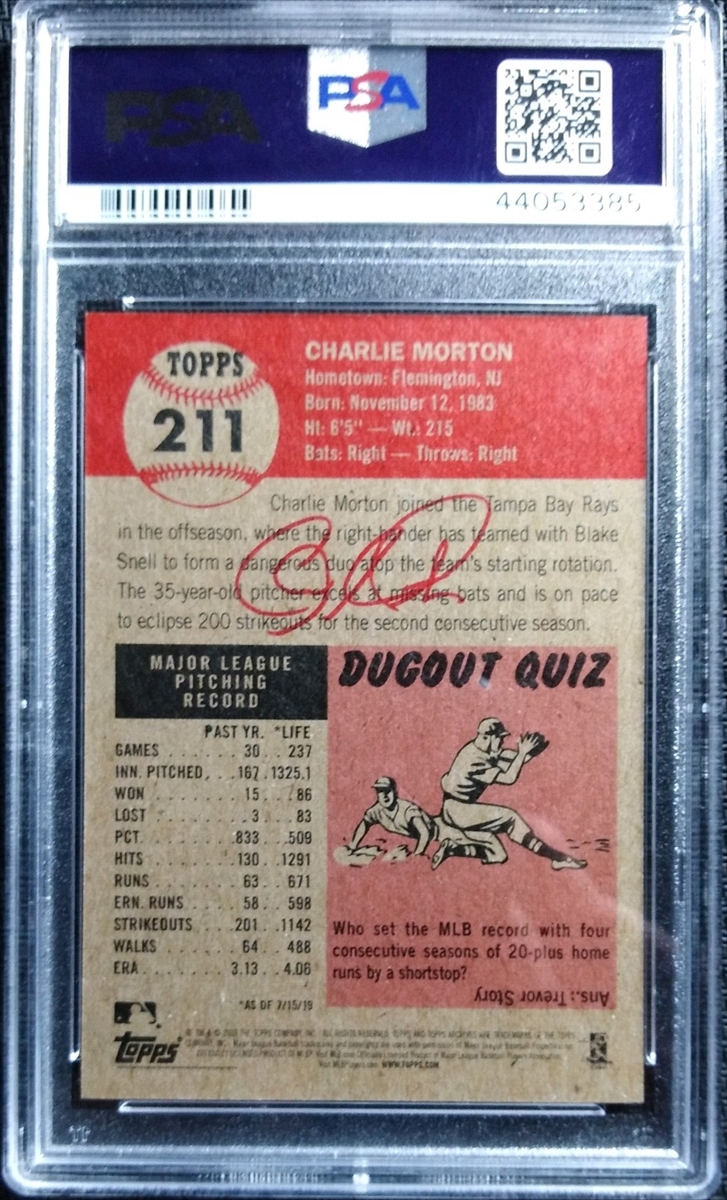 PSA
PSA
44053385
TOPPS
211
CHARLIE MORTON
Hometown: Flemington, NJ
Born: November 12, 1983
Ht: 6'5" — Wt.: 215
Bats: Right — Throws: Right
Charlie Morton joined the Tampa Bay Rays
in the offseason, where the right-hander has teamed with Blake
Snell to form a dangerous duo atop the team's starting rotation.
The 35-year-old pitcher excels at missing bats and is on pace
to eclipse 200 strikeouts for the second consecutive season.
MAJOR LEAGUE
PITCHING
RECORD
PAST YR. *LIFE
GAMES . . . . . . . 30 . . 237
INN. PITCHED. . .167 .1325.1
WON . . . . . . . . 15 . . .86
LOST . . . . . . . . .3 . . .83
PCT. . . . . . . . .833 . .509
HITS . . . . . . . 130 . .1291
RUNS . . . . . . . .63 . . 671
ERN. RUNS . . . . 58 . . 598
STRIKEOUTS . . .201 . .1142
WALKS . . . . . . . 64 . . 488
ERA. . . . . . . . 3.13 . . 4.06
*AS OF 7/15/19
DUGOUT QUIZ
Who set the MLB record with four
consecutive seasons of 20-plus home
runs by a shortstop?
Ans.: Trevor Story
topps
WWW.TOPPS.COM